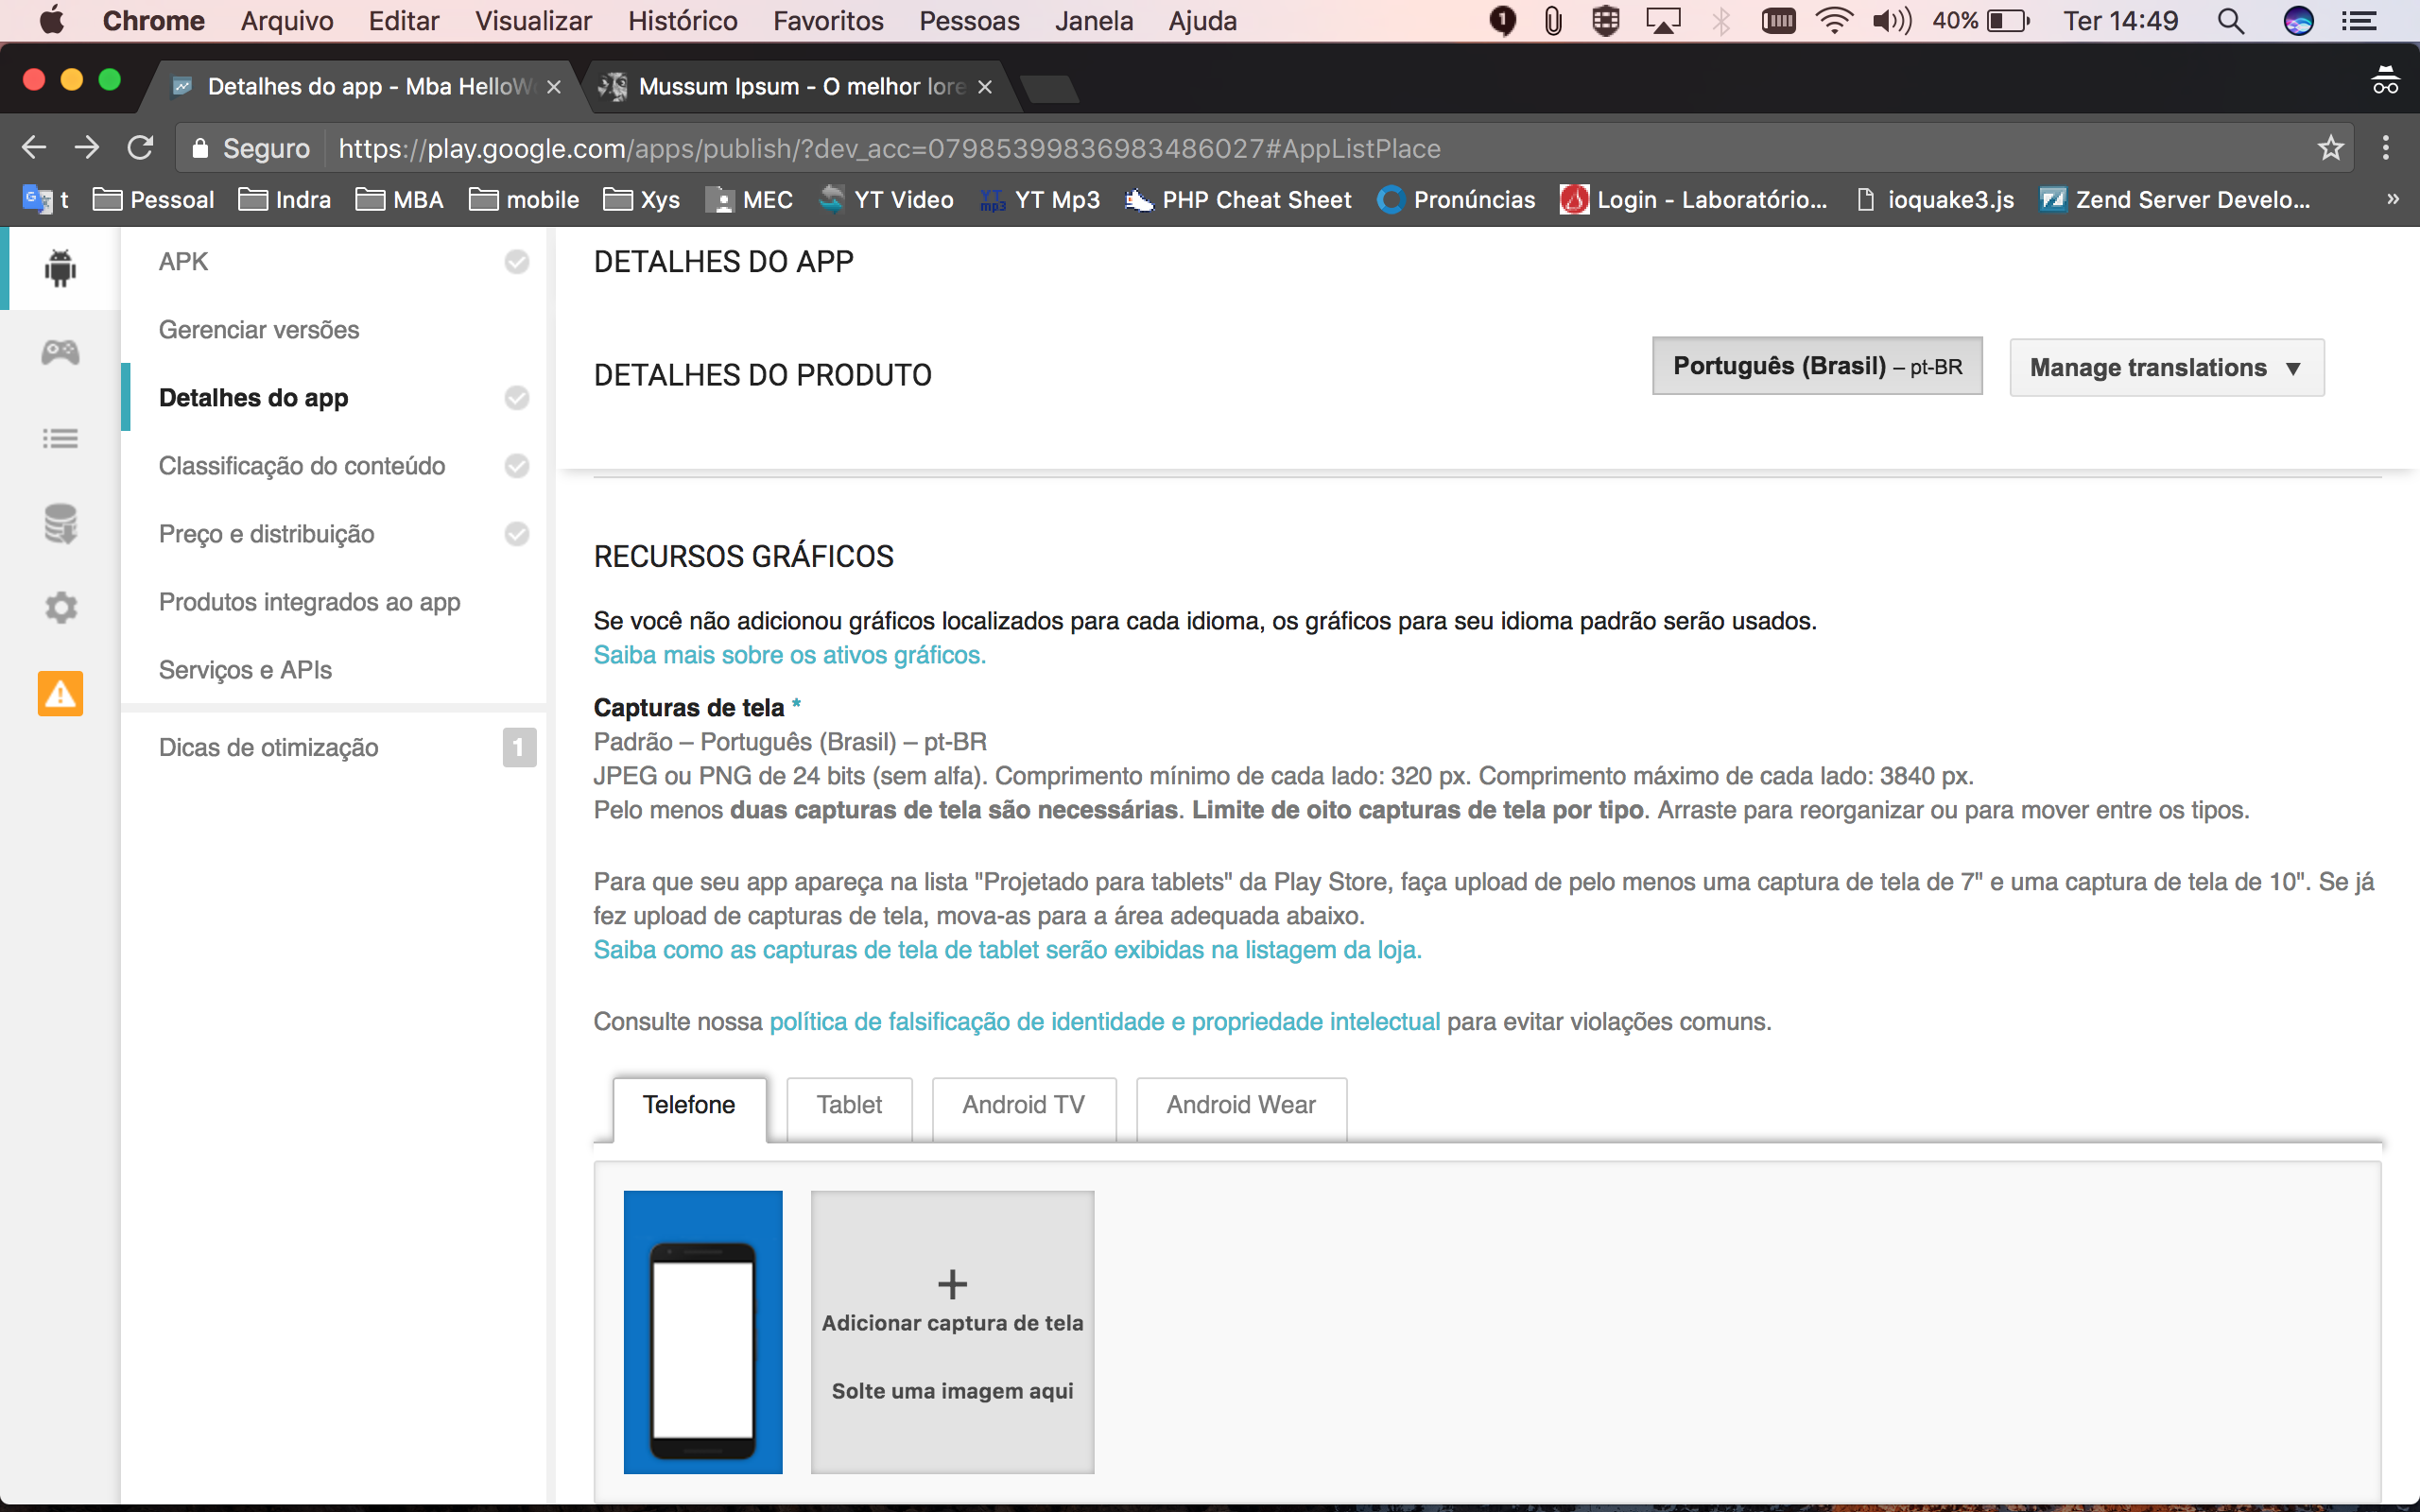 Chrome Arquivo Editar Visualizar Histórico Favoritos Pessoas Janela Ajuda 1 40% Ter 14:49
Detalhes do app - Mba HelloW Mussum Ipsum - O melhor lore
Seguro https://play.google.com/apps/publish/?dev_acc=07985399836983486027#AppListPlace
t Pessoal Indra MBA mobile Xys MEC YT Video YT Mp3 PHP Cheat Sheet Pronúncias Login - Laboratório... ioquake3.js Zend Server Develo... »
APK
Gerenciar versões
Detalhes do app
Classificação do conteúdo
Preço e distribuição
Produtos integrados ao app
Serviços e APIs
Dicas de otimização 1
DETALHES DO APP
DETALHES DO PRODUTO
Português (Brasil) – pt-BR
Manage translations ▼
RECURSOS GRÁFICOS
Se você não adicionou gráficos localizados para cada idioma, os gráficos para seu idioma padrão serão usados.
Saiba mais sobre os ativos gráficos.
Capturas de tela *
Padrão – Português (Brasil) – pt-BR
JPEG ou PNG de 24 bits (sem alfa). Comprimento mínimo de cada lado: 320 px. Comprimento máximo de cada lado: 3840 px.
Pelo menos duas capturas de tela são necessárias. Limite de oito capturas de tela por tipo. Arraste para reorganizar ou para mover entre os tipos.
Para que seu app apareça na lista "Projetado para tablets" da Play Store, faça upload de pelo menos uma captura de tela de 7" e uma captura de tela de 10". Se já
fez upload de capturas de tela, mova-as para a área adequada abaixo.
Saiba como as capturas de tela de tablet serão exibidas na listagem da loja.
Consulte nossa política de falsificação de identidade e propriedade intelectual para evitar violações comuns.
Telefone Tablet Android TV Android Wear
+
Adicionar captura de tela
Solte uma imagem aqui